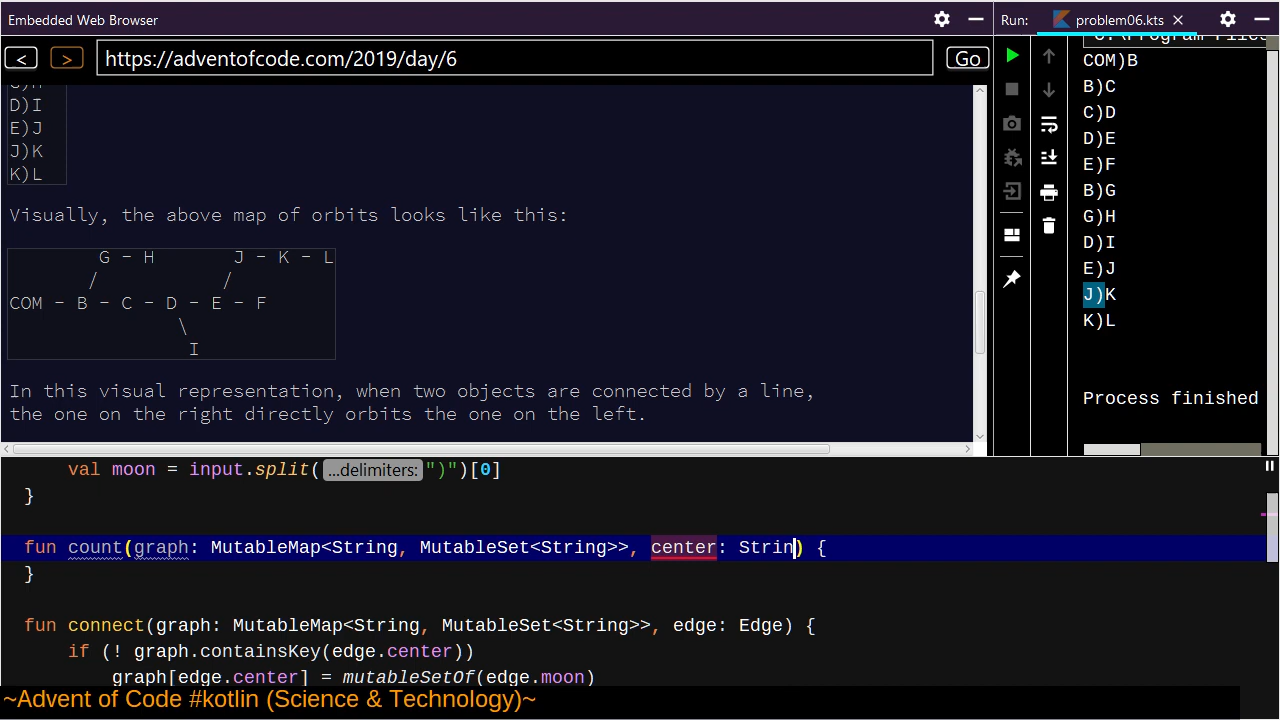 Embedded Web Browser
< > https://adventofcode.com/2019/day/6 Go
D)I
E)J
J)K
K)L
Visually, the above map of orbits looks like this:
G - H J - K - L
/ /
COM - B - C - D - E - F
\
I
In this visual representation, when two objects are connected by a line,
the one on the right directly orbits the one on the left.
Run: problem06.kts
COM)B
B)C
C)D
D)E
E)F
B)G
G)H
D)I
E)J
J)K
K)L
Process finished
val moon = input.split( ...delimiters: ")")[0]
}
fun count(graph: MutableMap<String, MutableSet<String>>, center: Strin) {
}
fun connect(graph: MutableMap<String, MutableSet<String>>, edge: Edge) {
if (! graph.containsKey(edge.center))
graph[edge.center] = mutableSetOf(edge.moon)
~Advent of Code #kotlin (Science & Technology)~